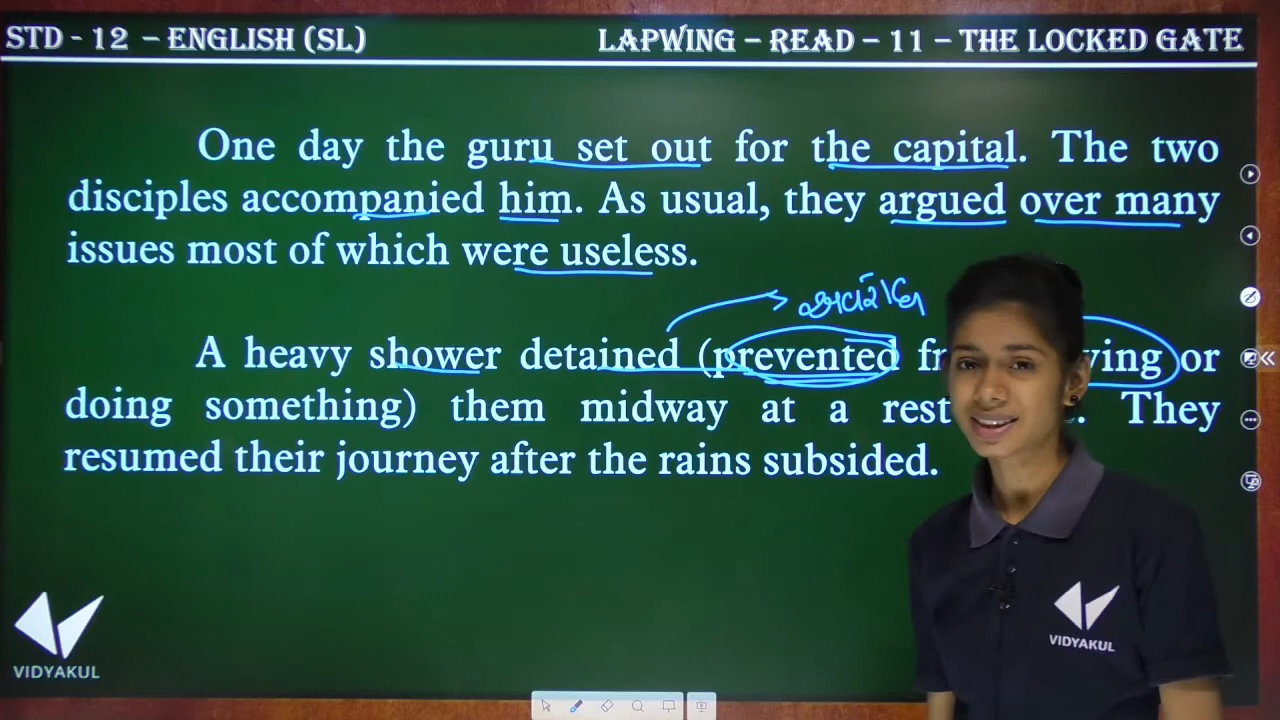 STD - 12 – ENGLISH (SL)
LAPWING – READ – 11 – THE LOCKED GATE
One day the guru set out for the capital. The two
disciples accompanied him. As usual, they argued over many
issues most of which were useless.
A heavy shower detained (prevented or
doing something) them midway at a rest They
resumed their journey after the rains subsided.
VIDYAKUL
VIDYAKUL